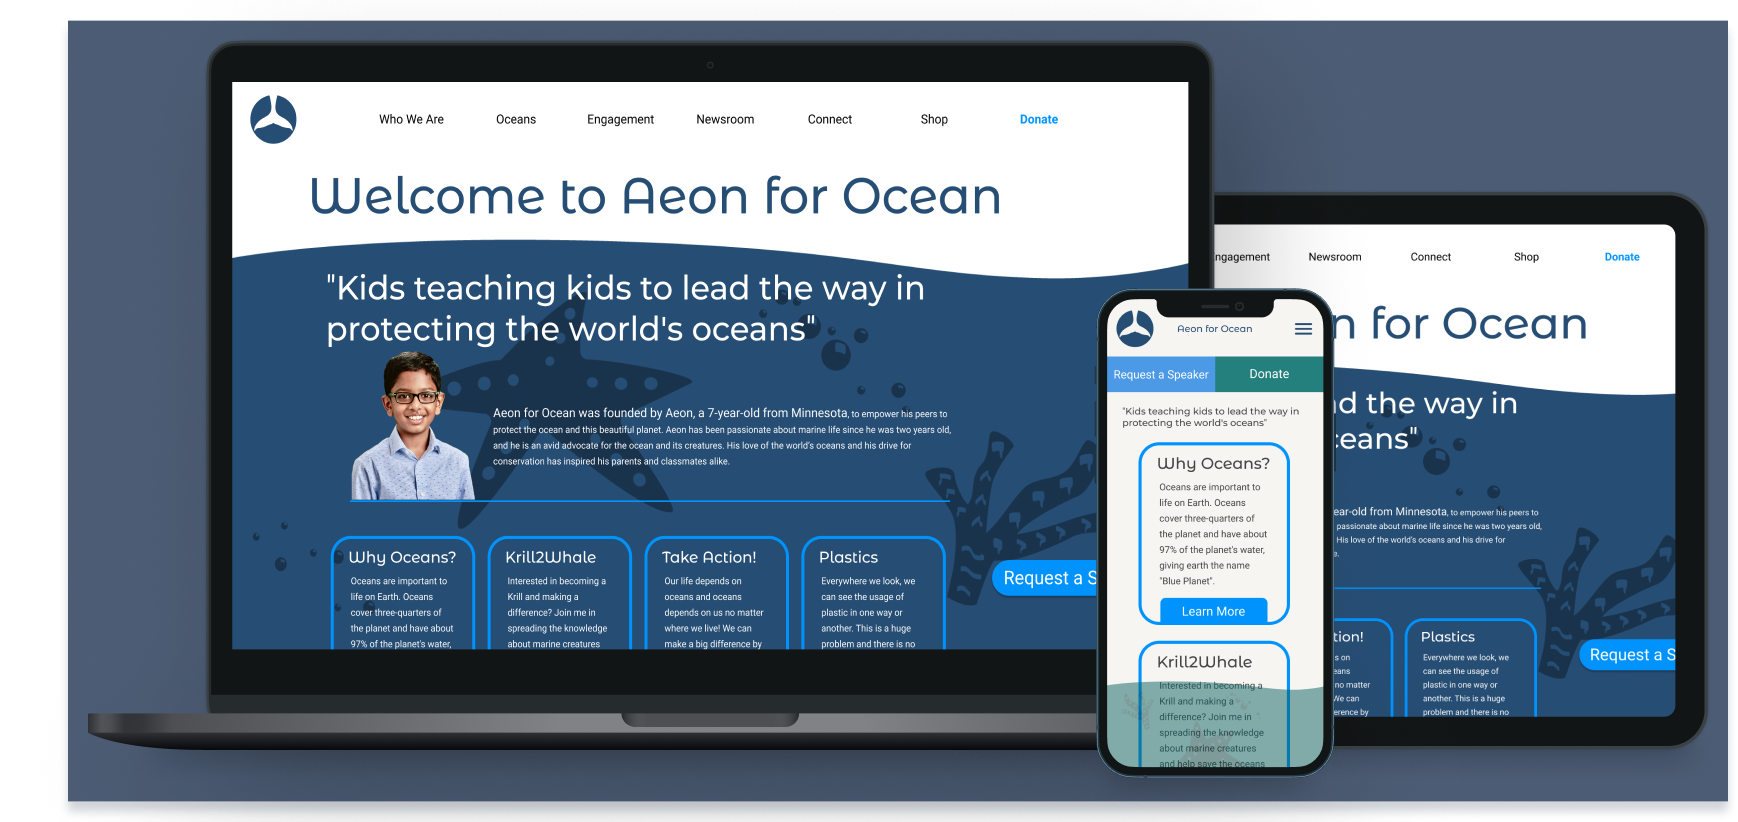 Who We Are Oceans Engagement Newsroom Connect Shop Donate
Welcome to Aeon for Ocean
"Kids teaching kids to lead the way in
protecting the world's oceans"
Aeon for Ocean was founded by Aeon, a 7-year-old from Minnesota, to empower his peers to
protect the ocean and this beautiful planet. Aeon has been passionate about marine life since he was two years old,
and he is an avid advocate for the ocean and its creatures. His love of the world's oceans and his drive for
conservation has inspired his parents and classmates alike.
Why Oceans?
Oceans are important to
life on Earth. Oceans
cover three-quarters of
the planet and have about
97% of the planet's water,
Krill2Whale
Interested in becoming a
Krill and making a
difference? Join me in
spreading the knowledge
about marine creatures
Take Action!
Our life depends on
oceans and oceans
depends on us no matter
where we live! We can
make a big difference by
Plastics
Everywhere we look, we
can see the usage of
plastic in one way or
another. This is a huge
problem and there is no
Request a S
Aeon for Ocean
Request a Speaker Donate
"Kids teaching kids to lead the way in
protecting the world's oceans"
Why Oceans?
Oceans are important to
life on Earth. Oceans
cover three-quarters of
the planet and have about
97% of the planet's water,
giving earth the name
"Blue Planet".
Learn More
Krill2Whale
Interested in becoming a
Krill and making a
difference? Join me in
spreading the knowledge
about marine creatures
and help save the oceans
ngagement Newsroom Connect Shop Donate
n for Ocean
d the way in
ceans"
ear-old from Minnesota, to empower his peers to
passionate about marine life since he was two years old,
His love of the world's oceans and his drive for
e.
tion!
s on
eans
no matter
We can
erence by
Plastics
Everywhere we look, we
can see the usage of
plastic in one way or
another. This is a huge
problem and there is no
Request a S